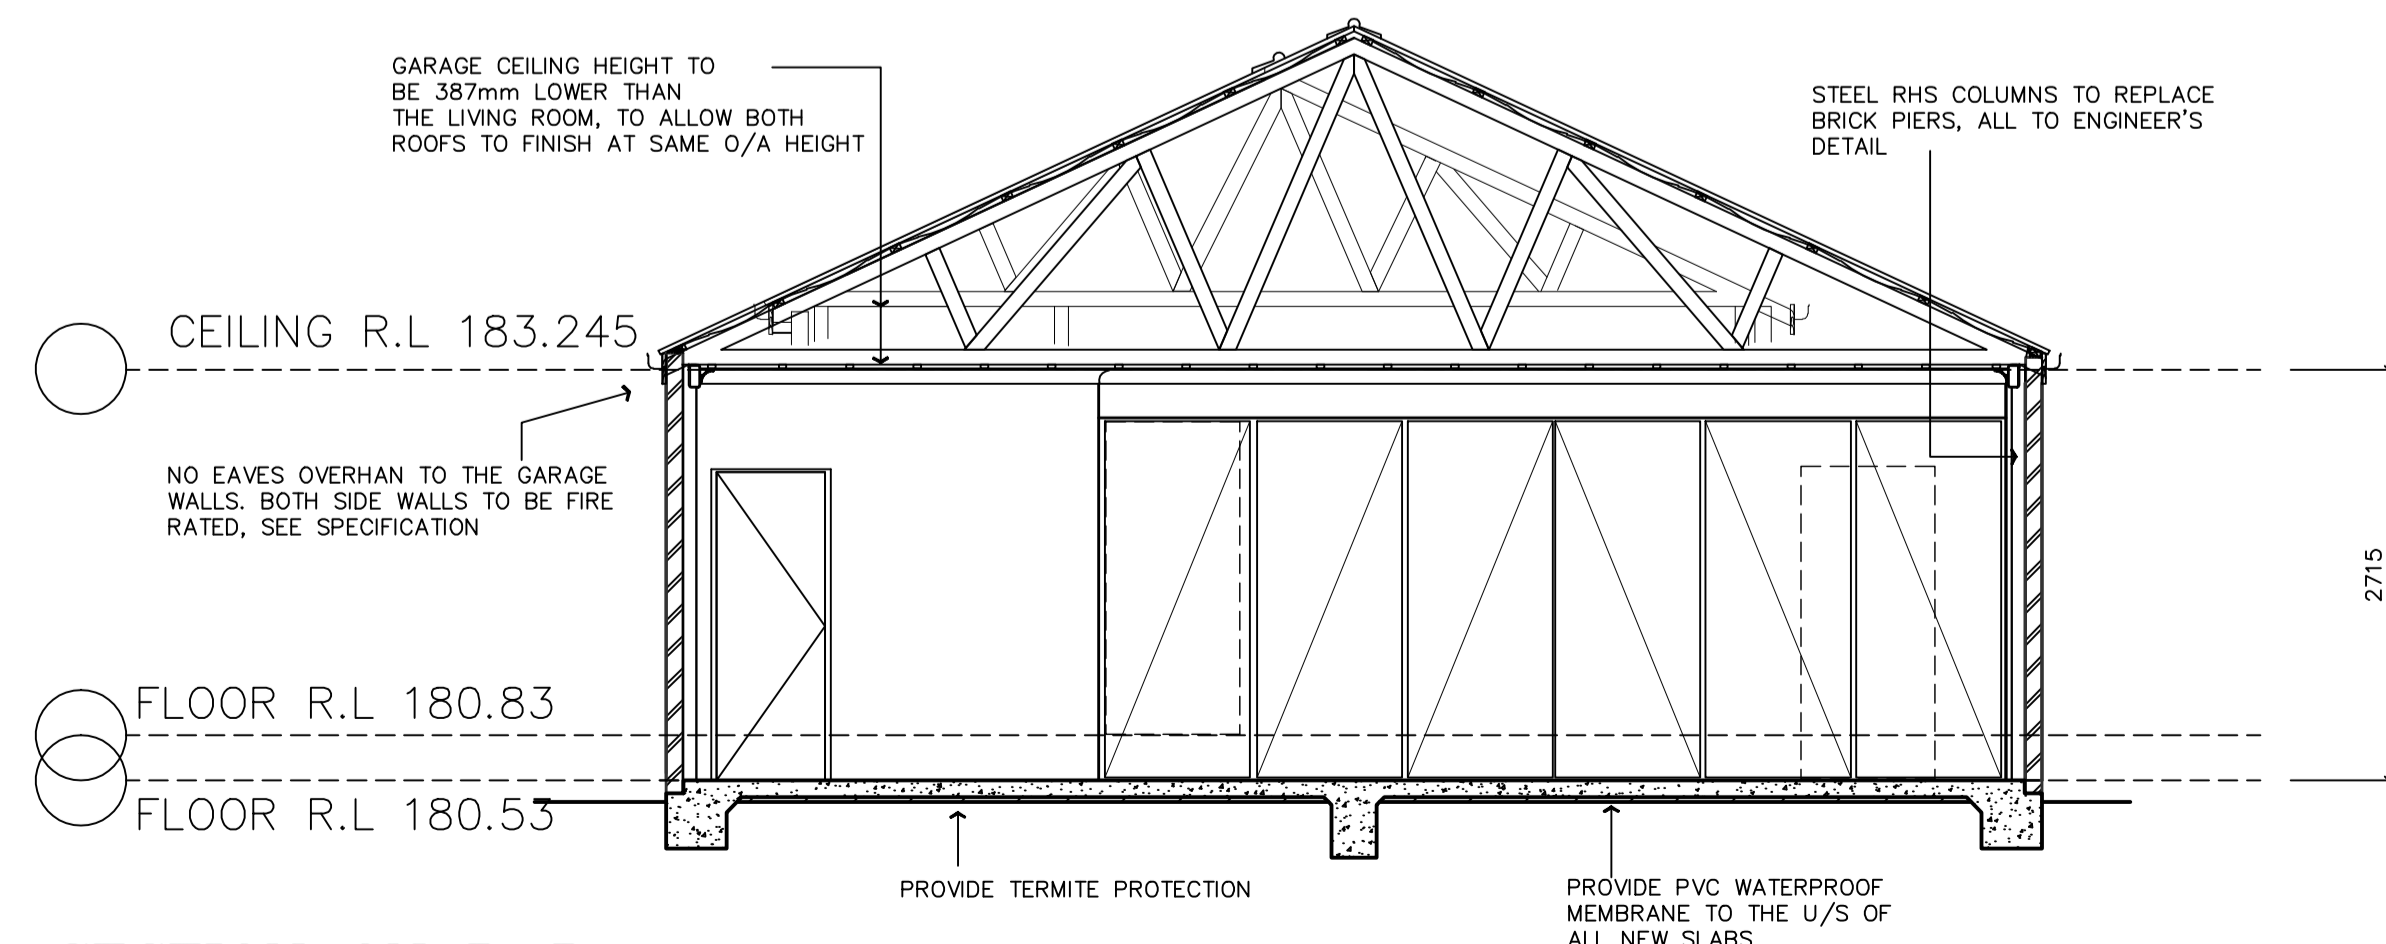 GARAGE CEILING HEIGHT TO
BE 387mm LOWER THAN
THE LIVING ROOM, TO ALLOW BOTH
ROOFS TO FINISH AT SAME O/A HEIGHT
STEEL RHS COLUMNS TO REPLACE
BRICK PIERS, ALL TO ENGINEER'S
DETAIL
CEILING R.L 183.245
NO EAVES OVERHAN TO THE GARAGE
WALLS. BOTH SIDE WALLS TO BE FIRE
RATED, SEE SPECIFICATION
2715
FLOOR R.L 180.83
FLOOR R.L 180.53
PROVIDE TERMITE PROTECTION
PROVIDE PVC WATERPROOF
MEMBRANE TO THE U/S OF
ALL NEW SLABS